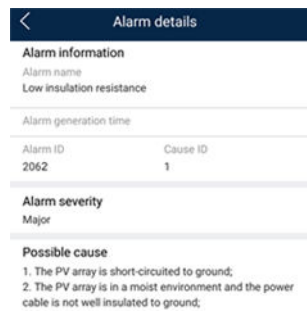 Alarm details
Alarm information
Alarm name
Low insulation resistance
Alarm generation time
Alarm ID Cause ID
2062 1
Alarm severity
Major
Possible cause
1. The PV array is short-circuited to ground;
2. The PV array is in a moist environment and the power
cable is not well insulated to ground;